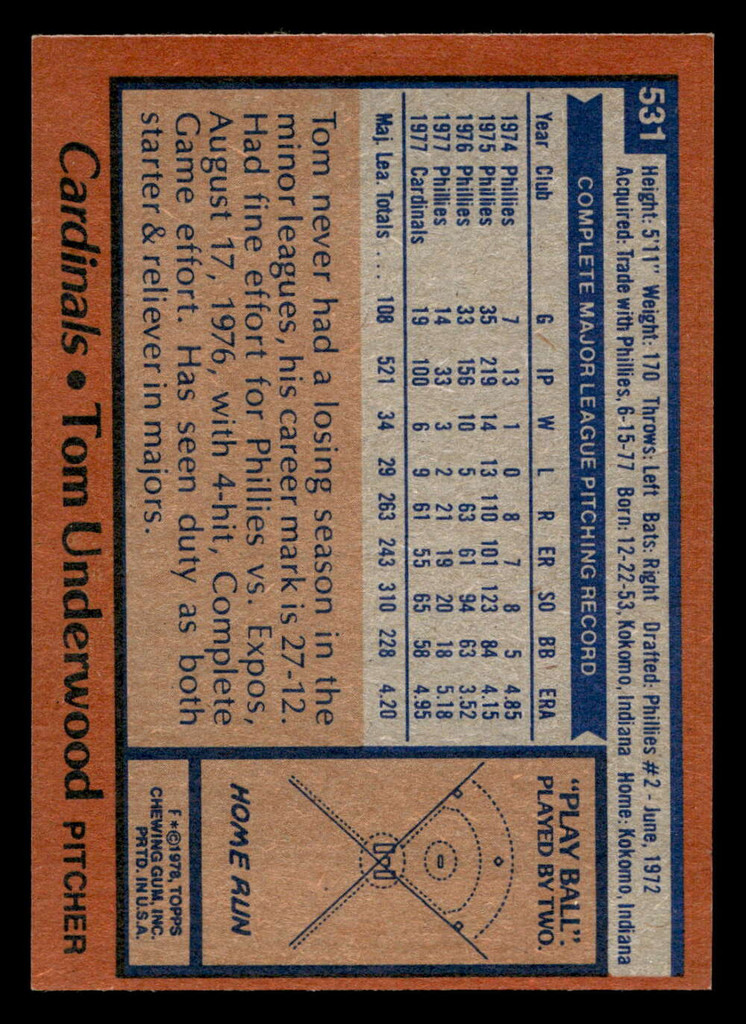 531
Height: 5'11" Weight: 170 Throws: Left Bats: Right Drafted: Phillies #2 - June, 1972
Acquired: Trade with Phillies, 6-15-77 Born: 12-22-53, Kokomo, Indiana Home: Kokomo, Indiana
COMPLETE MAJOR LEAGUE PITCHING RECORD
Year Club G IP W L R ER SO BB ERA
1974 Phillies 7 13 1 0 8 7 8 5 4.85
1975 Phillies 35 219 14 13 110 101 123 84 4.15
1976 Phillies 33 156 10 5 63 61 94 63 3.52
1977 Phillies 14 33 3 2 21 19 20 18 5.18
1977 Cardinals 19 100 6 9 61 55 65 58 4.95
Maj. Lea. Totals .... 108 521 34 29 263 243 310 228 4.20
Tom never had a losing season in the
minor leagues, his career mark is 27-12.
Had fine effort for Phillies vs. Expos,
August 17, 1976, with 4-hit, Complete
Game effort. Has seen duty as both
starter & reliever in majors.
"PLAY BALL":
PLAYED BY TWO.
HOME RUN
F*©1978, TOPPS
CHEWING GUM, INC.
PRTD. IN U.S.A.
Cardinals • Tom Underwood PITCHER